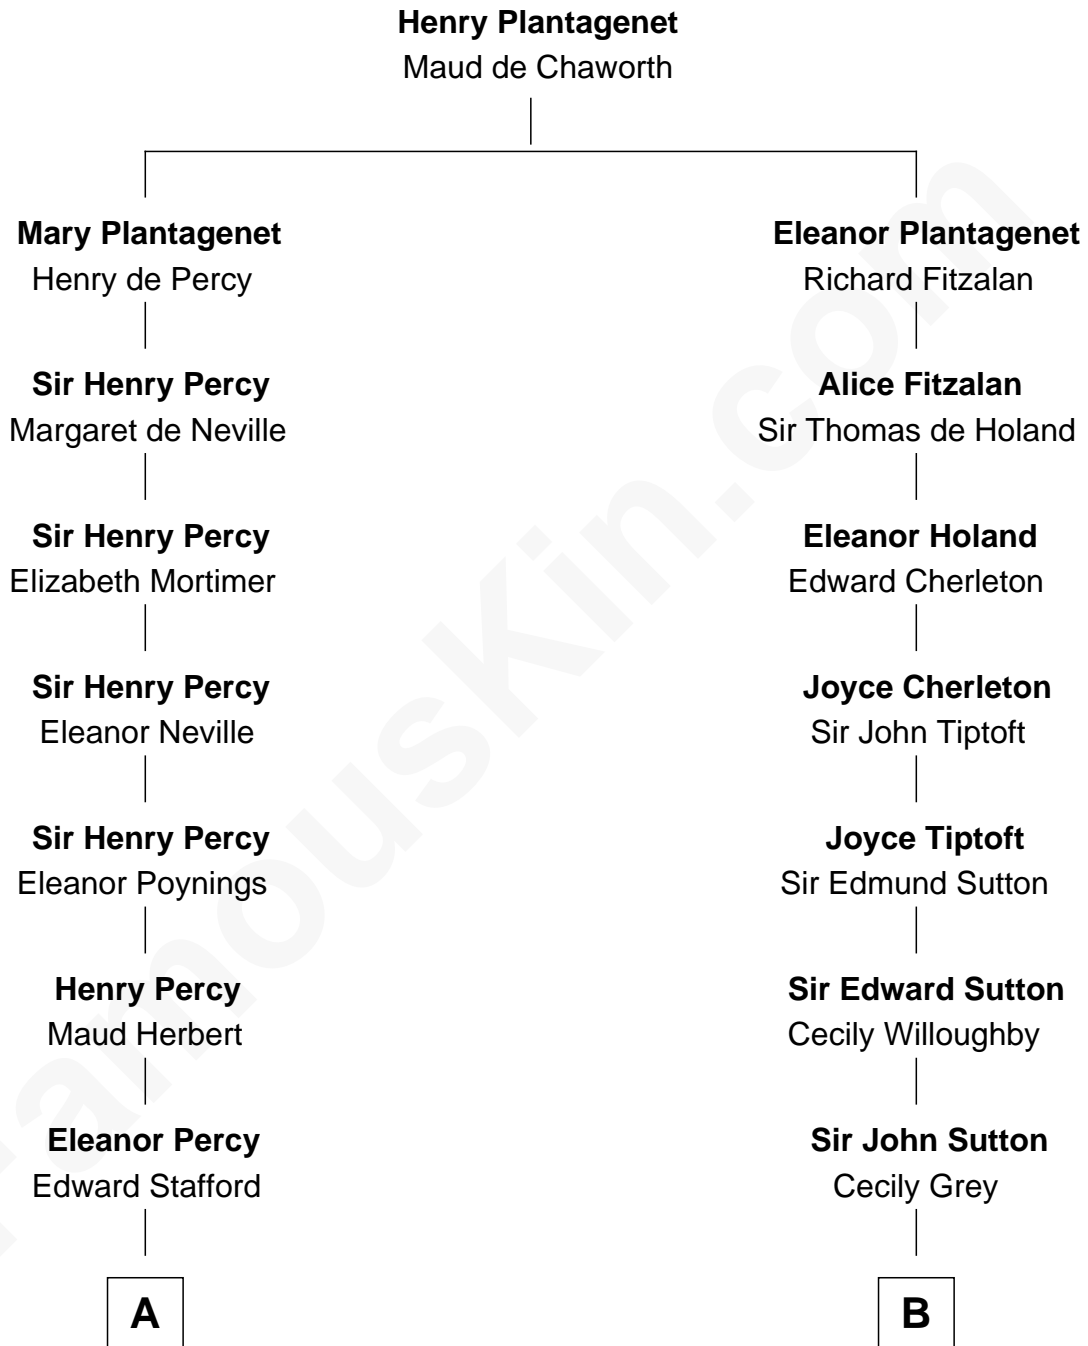 Henry Plantagenet
Maud de Chaworth
Mary Plantagenet
Henry de Percy
Eleanor Plantagenet
Richard Fitzalan
Sir Henry Percy
Margaret de Neville
Alice Fitzalan
Sir Thomas de Holand
Sir Henry Percy
Elizabeth Mortimer
Eleanor Holand
Edward Cherleton
Sir Henry Percy
Eleanor Neville
Joyce Cherleton
Sir John Tiptoft
Sir Henry Percy
Eleanor Poynings
Joyce Tiptoft
Sir Edmund Sutton
Henry Percy
Maud Herbert
Sir Edward Sutton
Cecily Willoughby
Eleanor Percy
Edward Stafford
Sir John Sutton
Cecily Grey
A
B
FamousKin.com